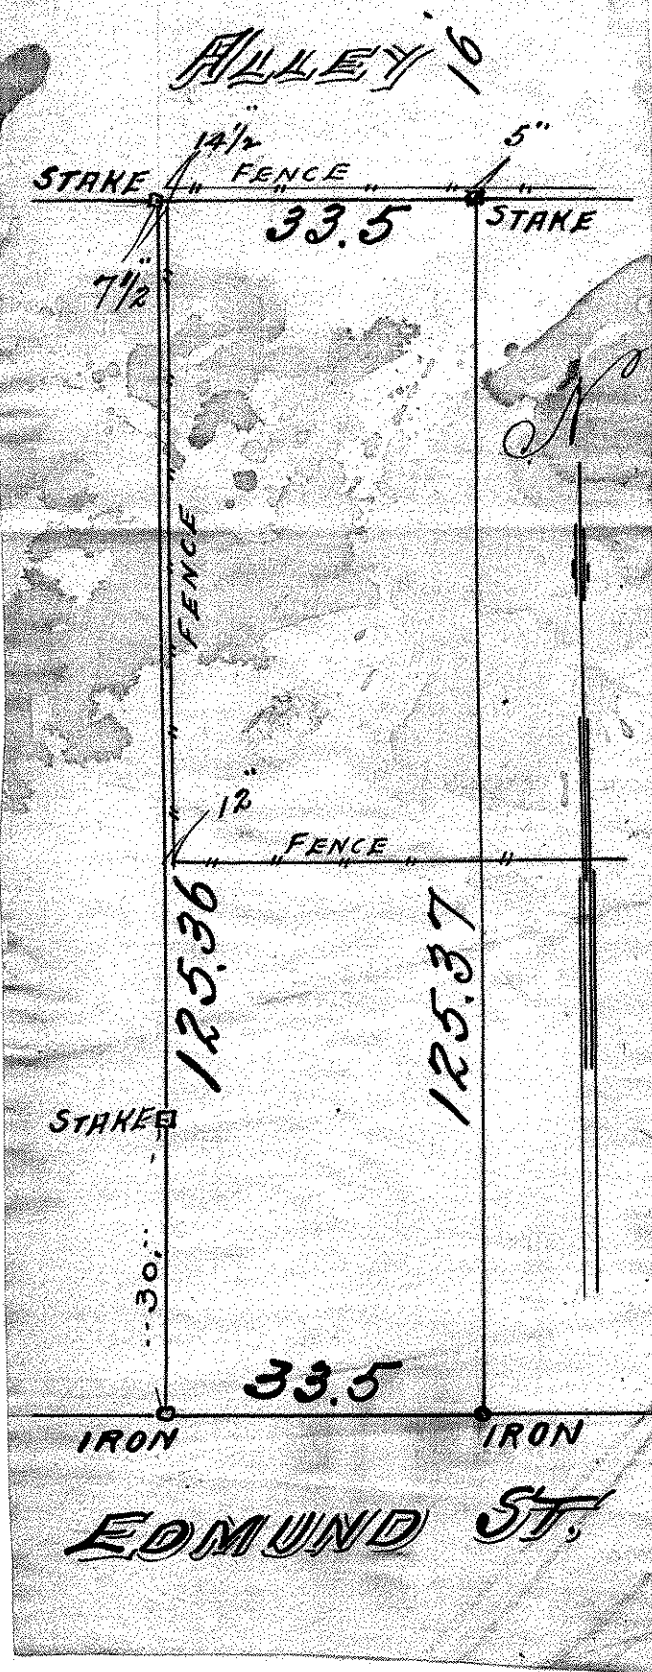 ALLEY 16'
14½"
5"
STAKE
FENCE
33.5
STAKE
7½"
N
FENCE
12"
FENCE
125.36
125.37
STAKE
30.
33.5
IRON
IRON
EDMUND ST.